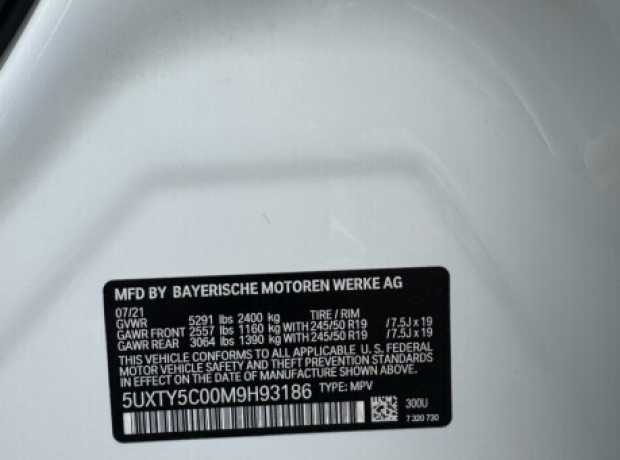 MFD BY BAYERISCHE MOTOREN WERKE AG
07/21
GVWR 5291 lbs 2400 kg TIRE / RIM
GAWR FRONT 2557 lbs 1160 kg WITH 245/50 R19 /7.5J x 19
GAWR REAR 3064 lbs 1390 kg WITH 245/50 R19 /7.5J x 19
THIS VEHICLE CONFORMS TO ALL APPLICABLE U. S. FEDERAL
MOTOR VEHICLE SAFETY AND THEFT PREVENTION STANDARDS
IN EFFECT ON THE DATE OF MANUFACTURE SHOWN ABOVE.
5UXTY5C00M9H93186 TYPE: MPV
300U
7 320 730